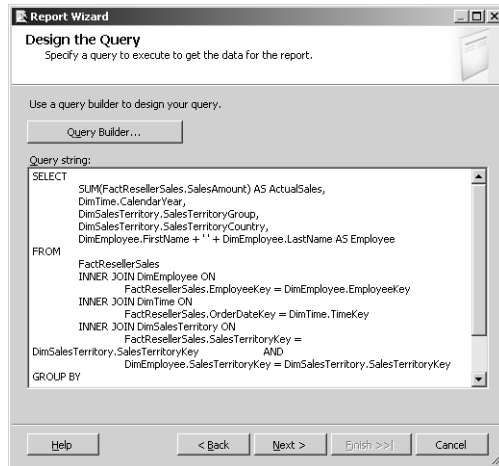 Report Wizard
Design the Query
Specify a query to execute to get the data for the report.
Use a query builder to design your query.
Query Builder...
Query string:
SELECT
SUM(FactResellerSales.SalesAmount) AS ActualSales,
DimTime.CalendarYear,
DimSalesTerritory.SalesTerritoryGroup,
DimSalesTerritory.SalesTerritoryCountry,
DimEmployee.FirstName + ' ' + DimEmployee.LastName AS Employee
FROM
FactResellerSales
INNER JOIN DimEmployee ON
FactResellerSales.EmployeeKey = DimEmployee.EmployeeKey
INNER JOIN DimTime ON
FactResellerSales.OrderDateKey = DimTime.TimeKey
INNER JOIN DimSalesTerritory ON
FactResellerSales.SalesTerritoryKey =
DimSalesTerritory.SalesTerritoryKey AND
DimEmployee.SalesTerritoryKey = DimSalesTerritory.SalesTerritoryKey
GROUP BY
Help < Back Next > Finish >>| Cancel